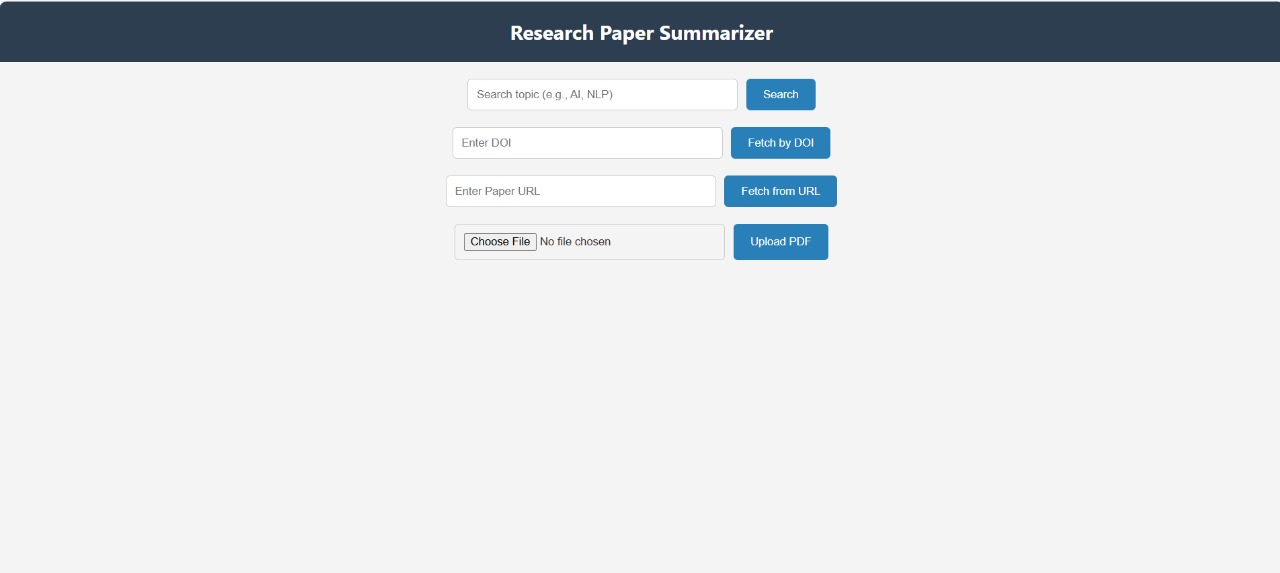 Research Paper Summarizer
Search topic (e.g., AI, NLP) Search
Enter DOI Fetch by DOI
Enter Paper URL Fetch from URL
Choose File No file chosen Upload PDF